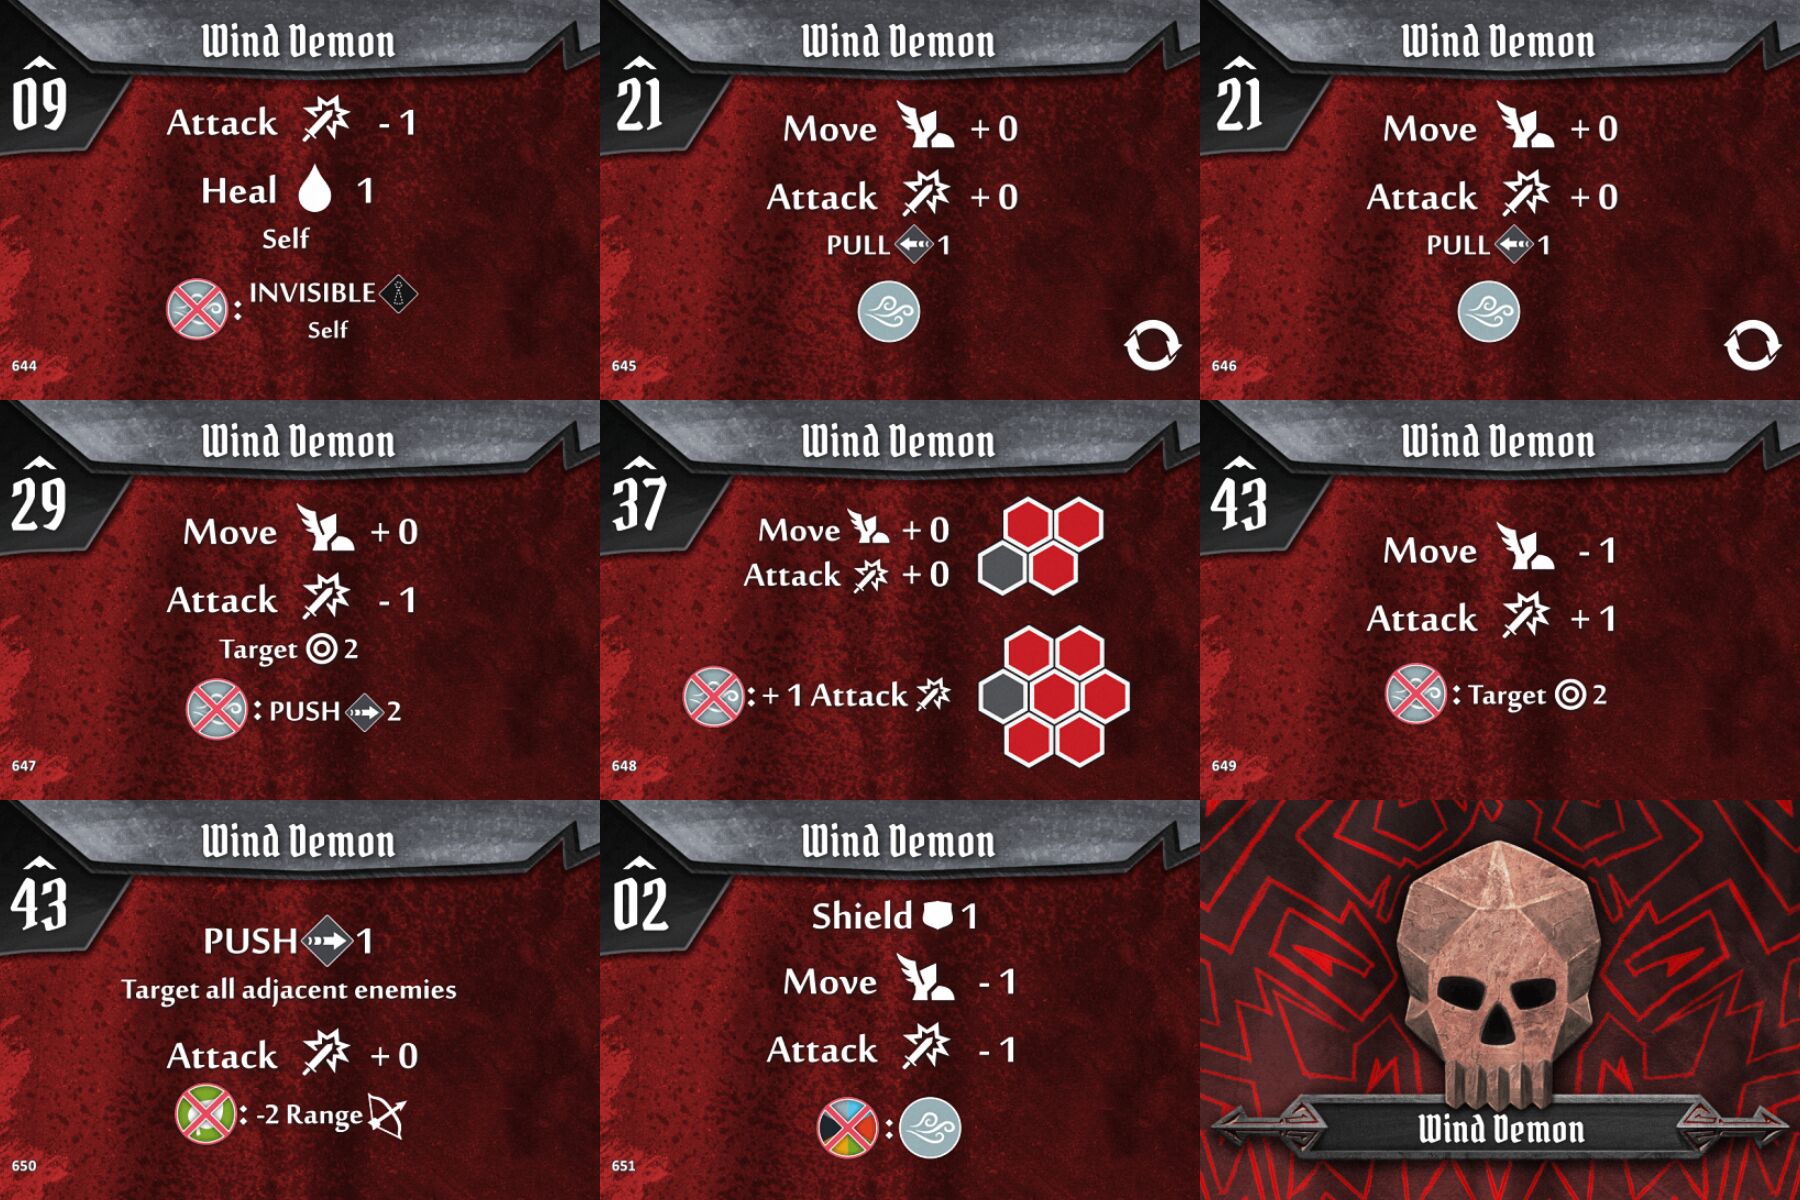 Wind Demon
09
Attack - 1
Heal 1
Self
: INVISIBLE
Self
644
Wind Demon
21
Move + 0
Attack + 0
PULL 1
645
Wind Demon
21
Move + 0
Attack + 0
PULL 1
646
Wind Demon
29
Move + 0
Attack - 1
Target 2
: PUSH 2
647
Wind Demon
37
Move + 0
Attack + 0
: + 1 Attack
648
Wind Demon
43
Move - 1
Attack + 1
: Target 2
649
Wind Demon
43
PUSH 1
Target all adjacent enemies
Attack + 0
: -2 Range
650
Wind Demon
02
Shield 1
Move - 1
Attack - 1
:
651
Wind Demon